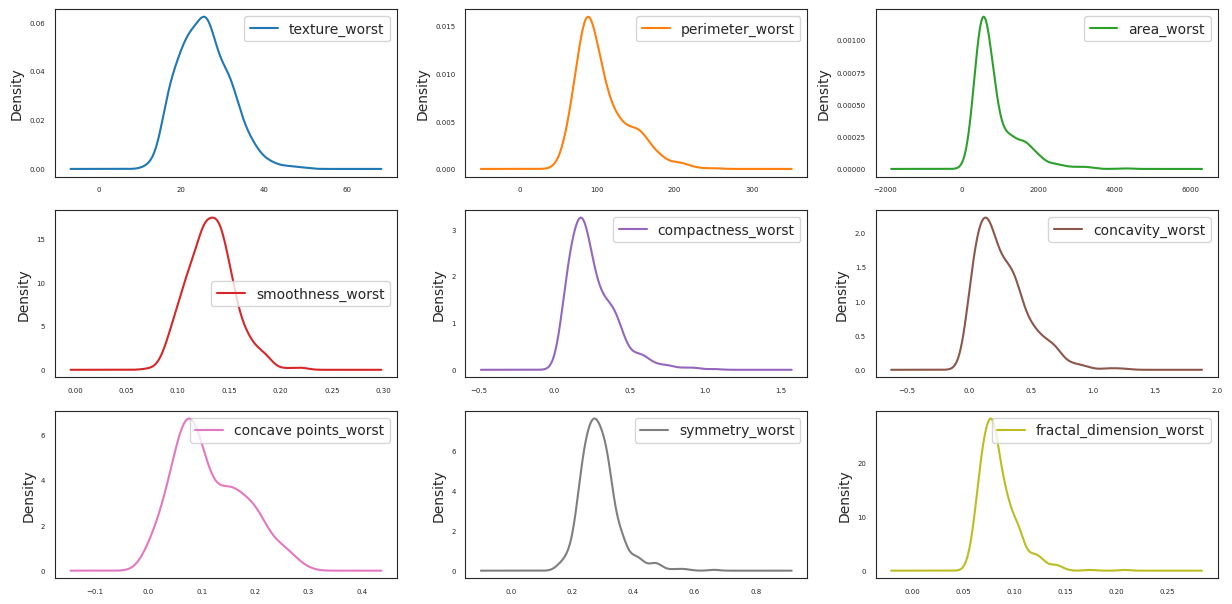 texture_worst
Density
0.06
0.04
0.02
0.00
0 20 40 60
perimeter_worst
Density
0.015
0.010
0.005
0.000
0 100 200 300
area_worst
Density
0.00100
0.00075
0.00050
0.00025
0.00000
−2000 0 2000 4000 6000
smoothness_worst
Density
15
10
5
0
0.00 0.05 0.10 0.15 0.20 0.25 0.30
compactness_worst
Density
3
2
1
0
−0.5 0.0 0.5 1.0 1.5
concavity_worst
Density
2.0
1.5
1.0
0.5
0.0
−0.5 0.0 0.5 1.0 1.5 2.0
concave points_worst
Density
6
4
2
0
−0.1 0.0 0.1 0.2 0.3 0.4
symmetry_worst
Density
6
4
2
0
0.0 0.2 0.4 0.6 0.8
fractal_dimension_worst
Density
20
10
0
0.00 0.05 0.10 0.15 0.20 0.25